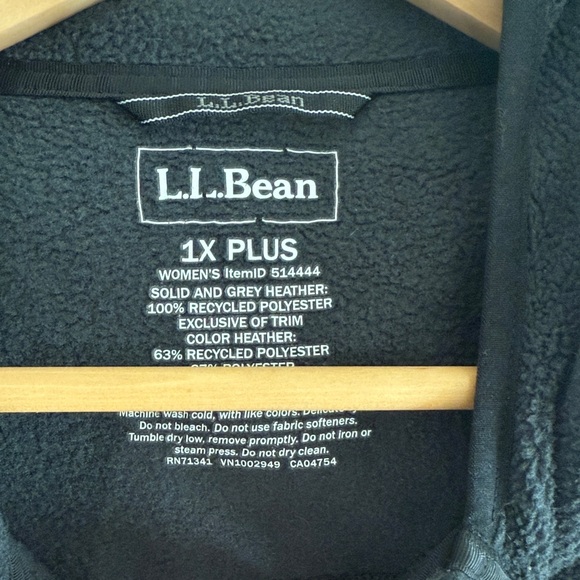 L.L.Bean
L.L.Bean
1X PLUS
WOMEN'S ItemID 514444
SOLID AND GREY HEATHER:
100% RECYCLED POLYESTER
EXCLUSIVE OF TRIM
COLOR HEATHER:
63% RECYCLED POLYESTER
POLYESTER
Machine wash cold, with like colors.
Do not bleach. Do not use fabric softeners.
Tumble dry low, remove promptly. Do not iron or
steam press. Do not dry clean.
RN71341 VN1002949 CA04754